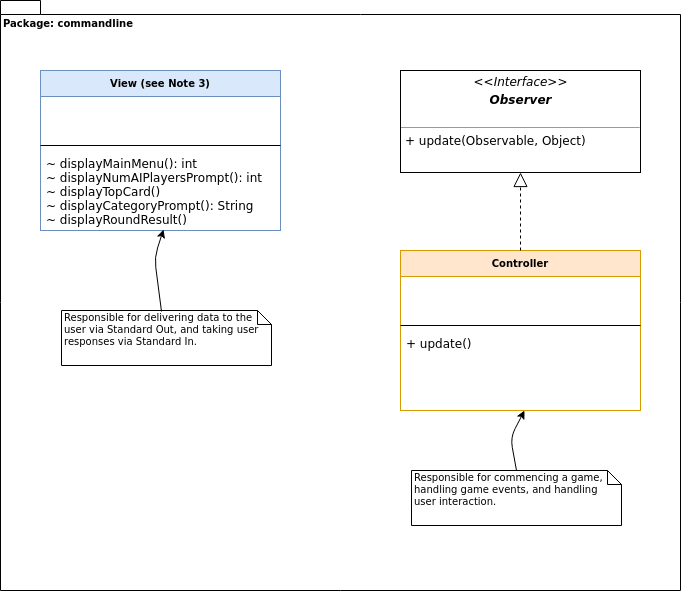 Package: commandline
View (see Note 3)
~ displayMainMenu(): int
~ displayNumAIPlayersPrompt(): int
~ displayTopCard()
~ displayCategoryPrompt(): String
~ displayRoundResult()
Responsible for delivering data to the
user via Standard Out, and taking user
responses via Standard In.
<<Interface>>
Observer
+ update(Observable, Object)
Controller
+ update()
Responsible for commencing a game,
handling game events, and handling
user interaction.